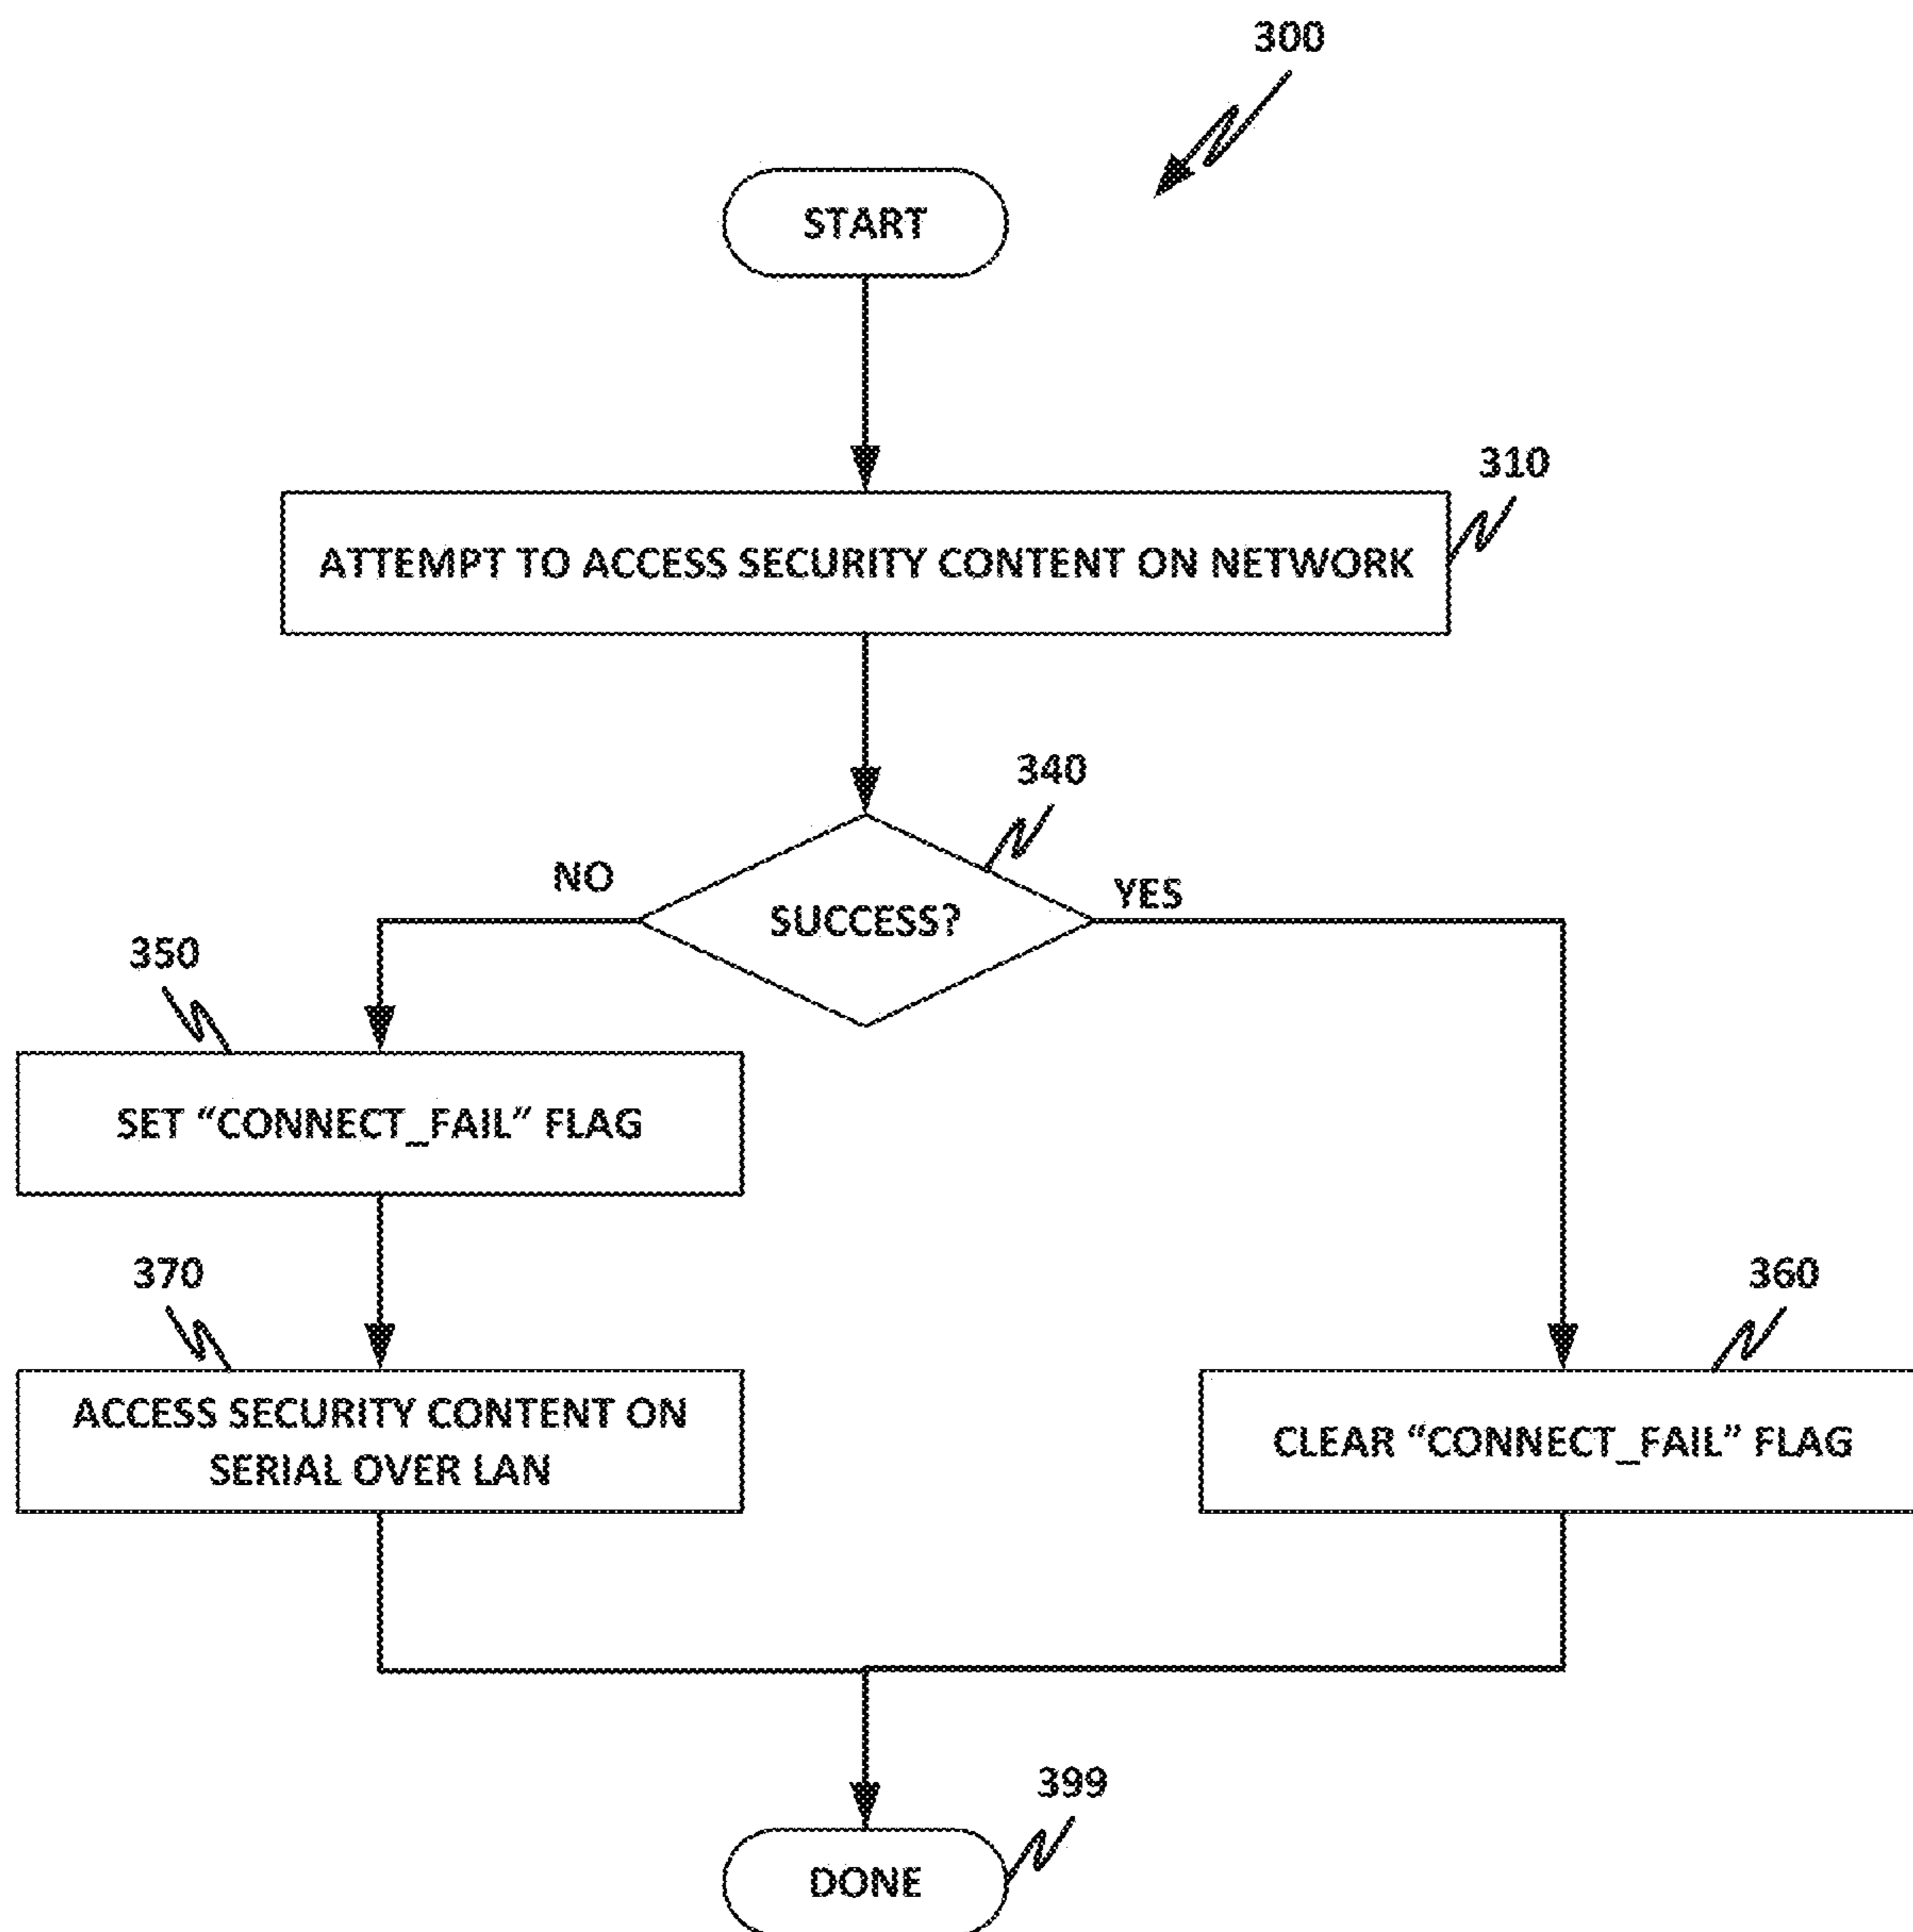 300
START
310
ATTEMPT TO ACCESS SECURITY CONTENT ON NETWORK
340
NO
YES
SUCCESS?
350
SET “CONNECT_FAIL” FLAG
370
360
ACCESS SECURITY CONTENT ON
SERIAL OVER LAN
CLEAR “CONNECT_FAIL” FLAG
399
DONE